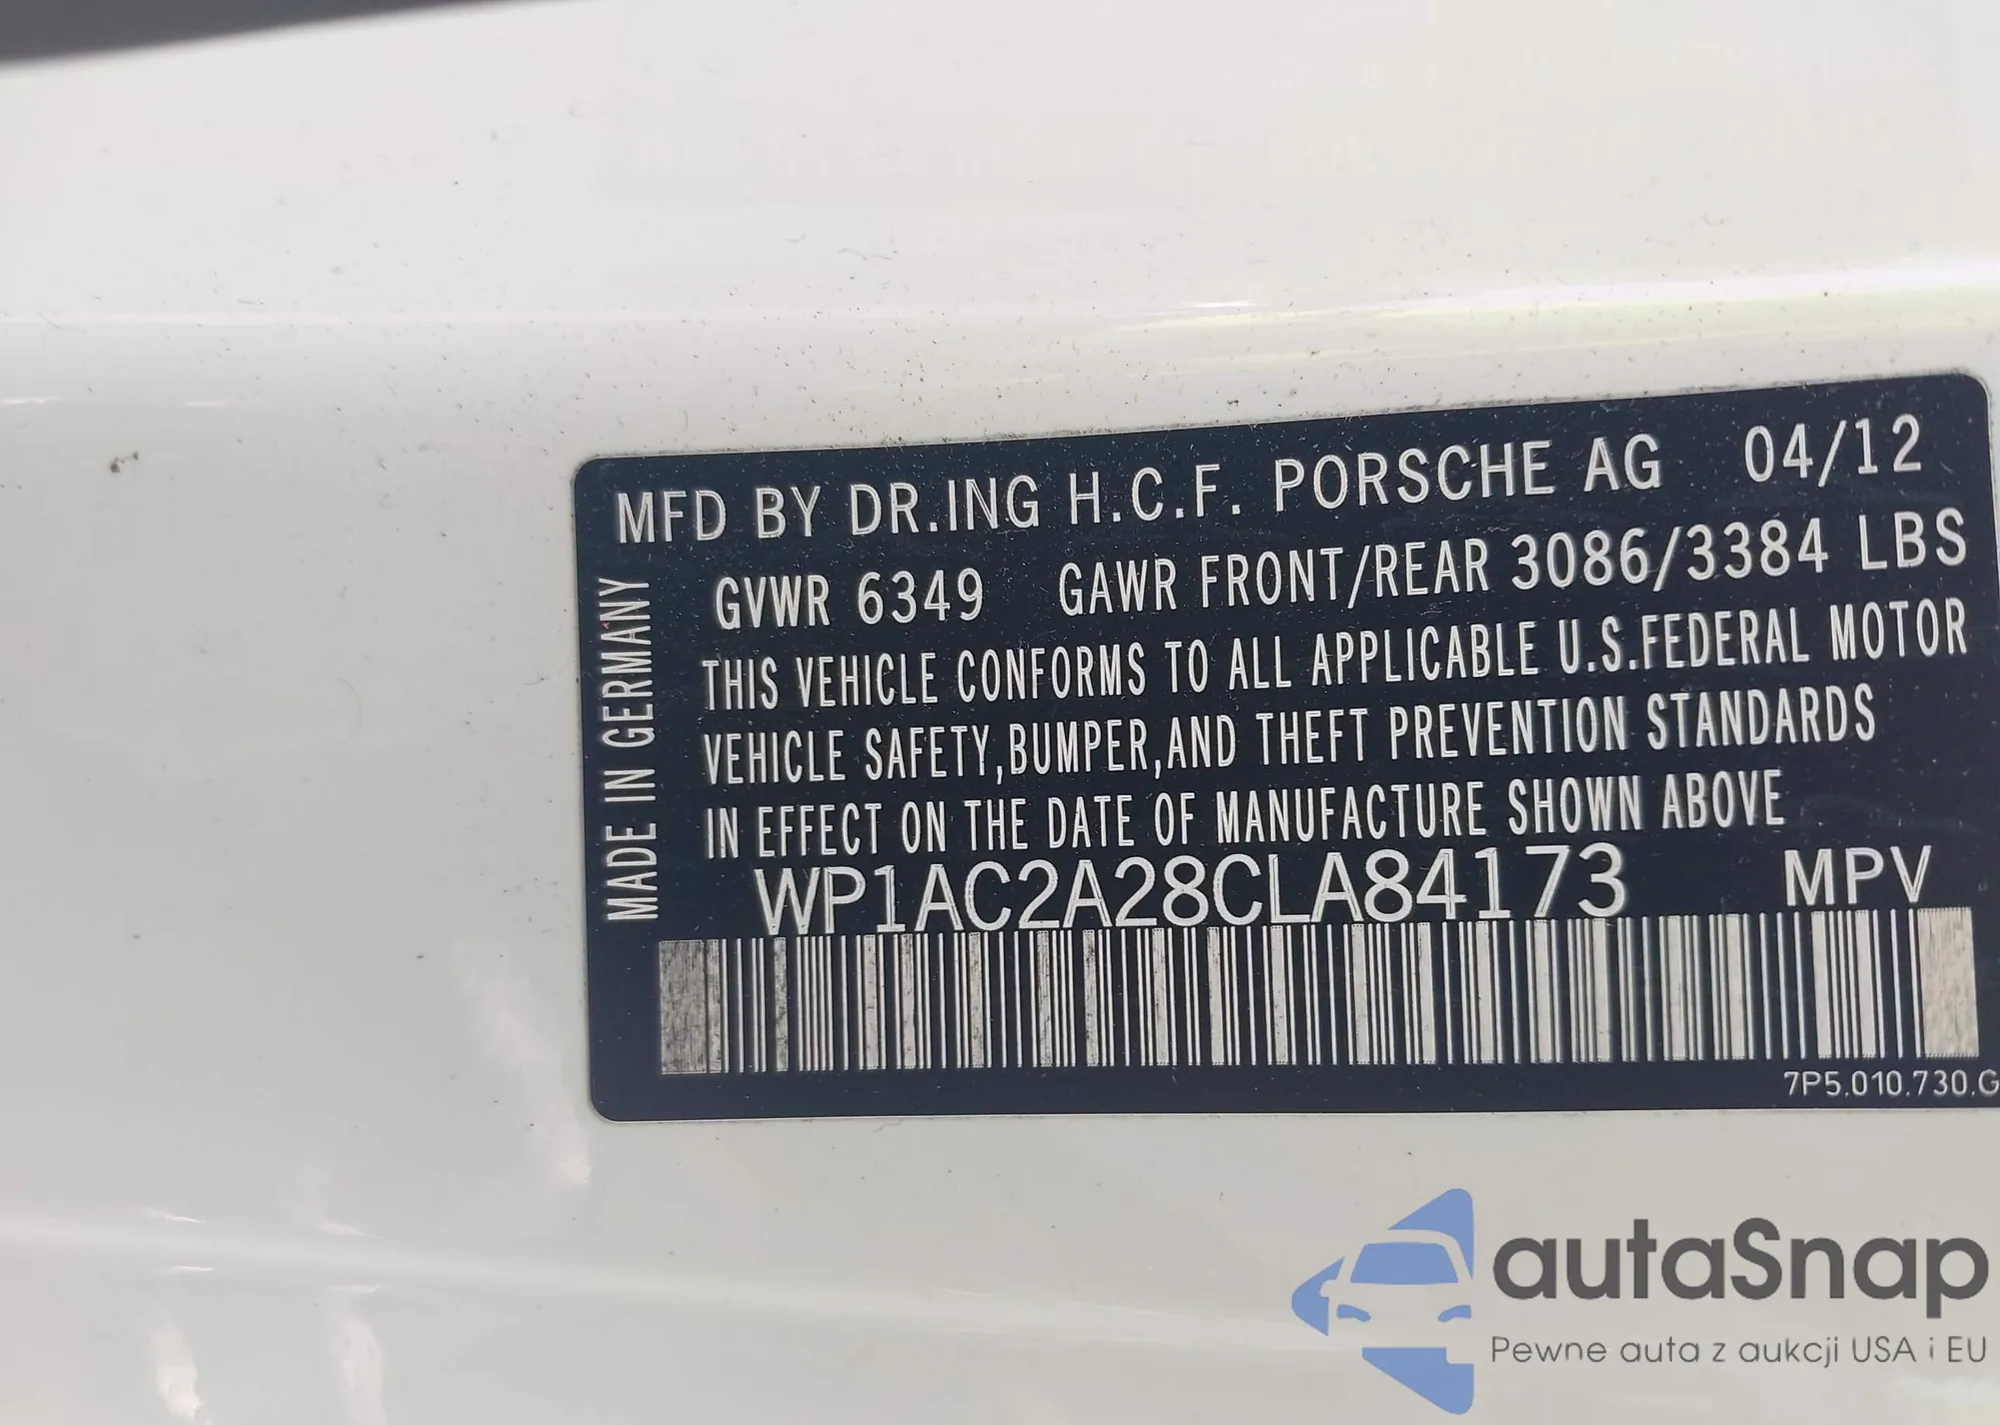 MFD BY DR.ING H.C.F. PORSCHE AG 04/12
GVWR 6349 GAWR FRONT/REAR 3086/3384 LBS
THIS VEHICLE CONFORMS TO ALL APPLICABLE U.S.FEDERAL MOTOR
VEHICLE SAFETY,BUMPER,AND THEFT PREVENTION STANDARDS
IN EFFECT ON THE DATE OF MANUFACTURE SHOWN ABOVE
WP1AC2A28CLA84173 MPV
MADE IN GERMANY
7P5.010.730.G
autaSnap
Pewne auta z aukcji USA i EU